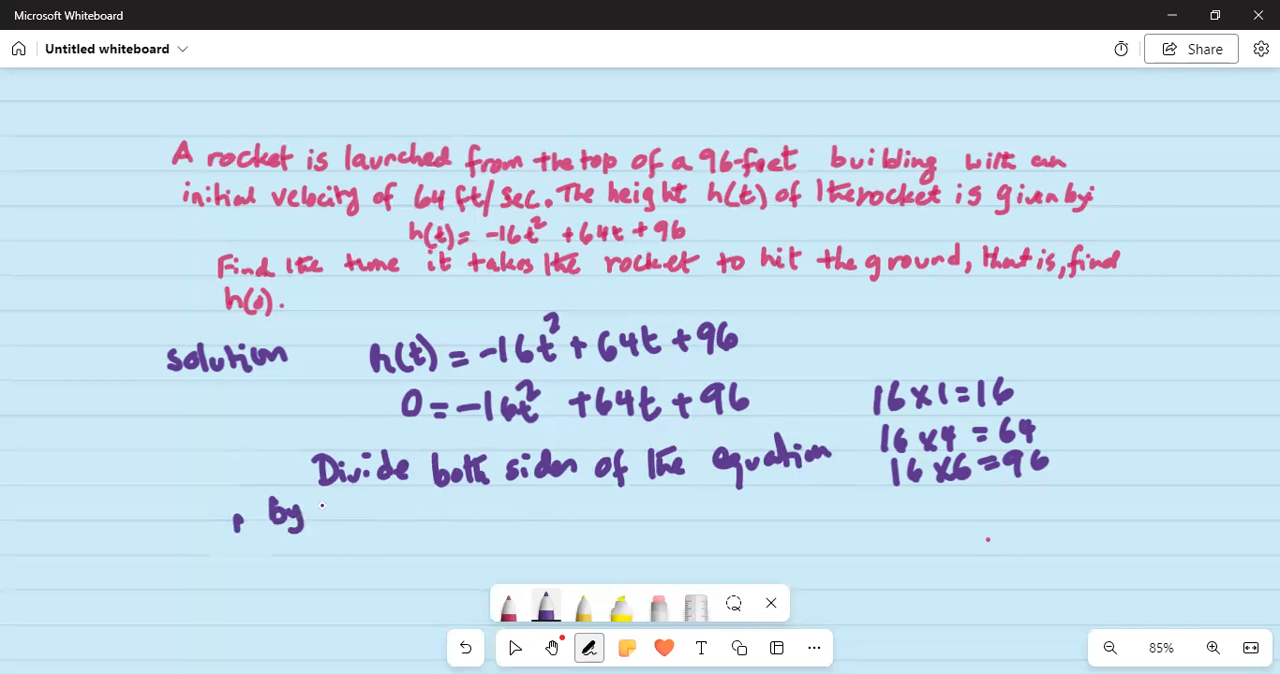 Microsoft Whiteboard
Untitled whiteboard
Share
A rocket is launched from the top of a 96-feet building with an
initial velocity of 64 ft/sec. The height h(t) of the rocket is given by
h(t) = -16t² + 64t + 96
Find the time it takes the rocket to hit the ground, that is, find
h(0).
solution h(t) = -16t² + 64t + 96
0 = -16t² + 64t + 96
16 x 1 = 16
16 x 4 = 64
16 x 6 = 96
Divide both sides of the equation
by
T
85%